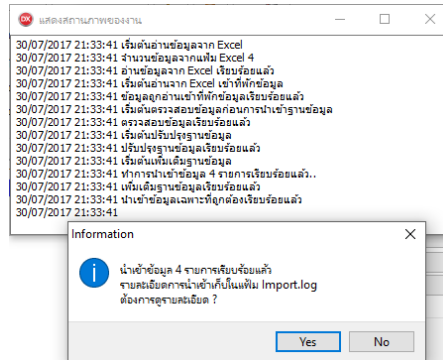 แสดงสถานภาพของงาน
30/07/2017 21:33:41 เริ่มต้นอ่านข้อมูลจาก Excel
30/07/2017 21:33:41 จำนวนข้อมูลจากแฟ้ม Excel 4
30/07/2017 21:33:41 อ่านข้อมูลจาก Excel เรียบร้อยแล้ว
30/07/2017 21:33:41 เริ่มต้นอ่านจาก Excel เข้าที่พักข้อมูล
30/07/2017 21:33:41 ข้อมูลถูกอ่านเข้าที่พักข้อมูลเรียบร้อยแล้ว
30/07/2017 21:33:41 เริ่มต้นตรวจสอบข้อมูลก่อนการนำเข้าฐานข้อมูล
30/07/2017 21:33:41 ตรวจสอบข้อมูลเรียบร้อยแล้ว
30/07/2017 21:33:41 เริ่มต้นปรับปรุงฐานข้อมูล
30/07/2017 21:33:41 ปรับปรุงฐานข้อมูลเรียบร้อยแล้ว
30/07/2017 21:33:41 เริ่มต้นเพิ่มเติมฐานข้อมูล
30/07/2017 21:33:41 ทำการนำเข้าข้อมูล 4 รายการเรียบร้อยแล้ว..
30/07/2017 21:33:41 เพิ่มเติมฐานข้อมูลเรียบร้อยแล้ว
30/07/2017 21:33:41 นำเข้าข้อมูลเฉพาะที่ถูกต้องเรียบร้อยแล้ว
30/07/2017 21:33:41
Information
นำเข้าข้อมูล 4 รายการเรียบร้อยแล้ว
รายละเอียดการนำเข้าเก็บในแฟ้ม Import.log
ต้องการดูรายละเอียด ?
Yes No